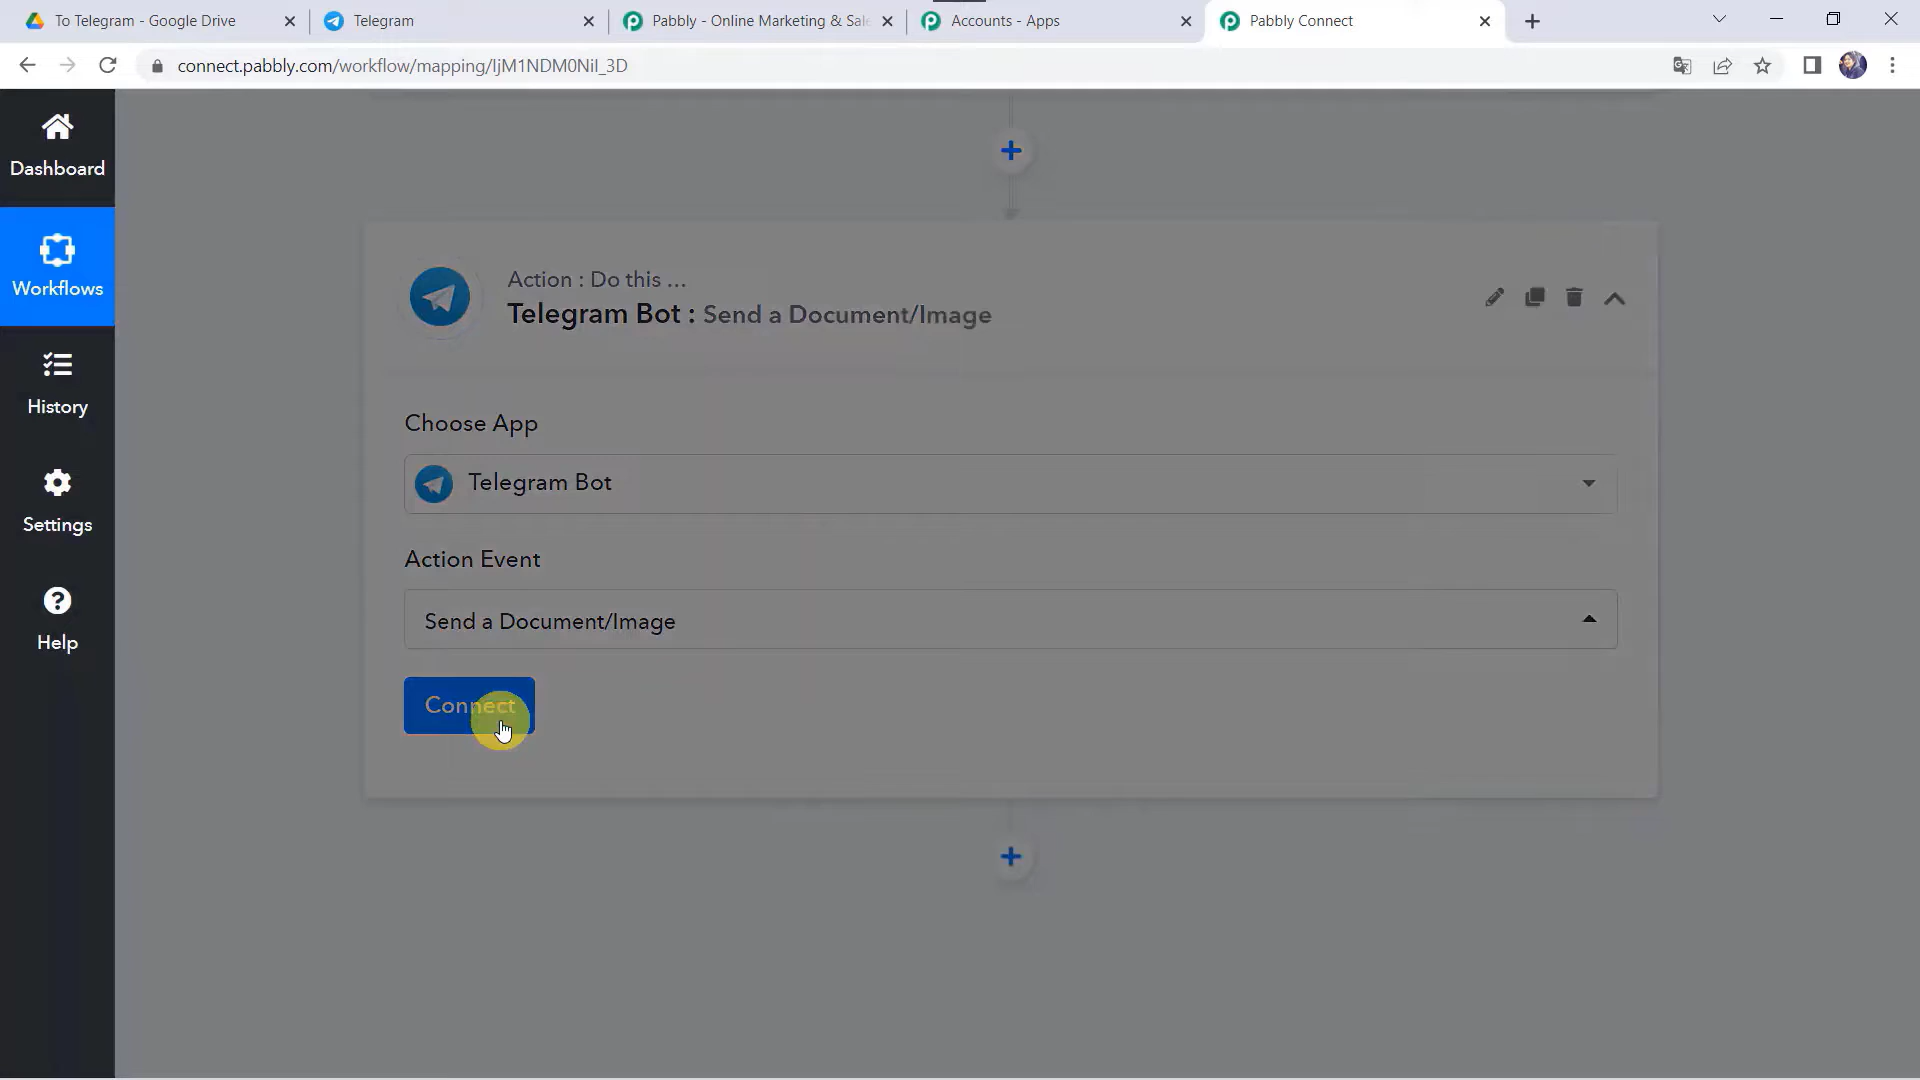 To Telegram - Google Drive
Telegram
Pabbly - Online Marketing & Sale
Accounts - Apps
Pabbly Connect
connect.pabbly.com/workflow/mapping/IjM1NDM0NiI_3D
Dashboard
Workflows
History
Settings
Help
Action : Do this ...
Telegram Bot : Send a Document/Image
Choose App
Telegram Bot
Action Event
Send a Document/Image
Connect